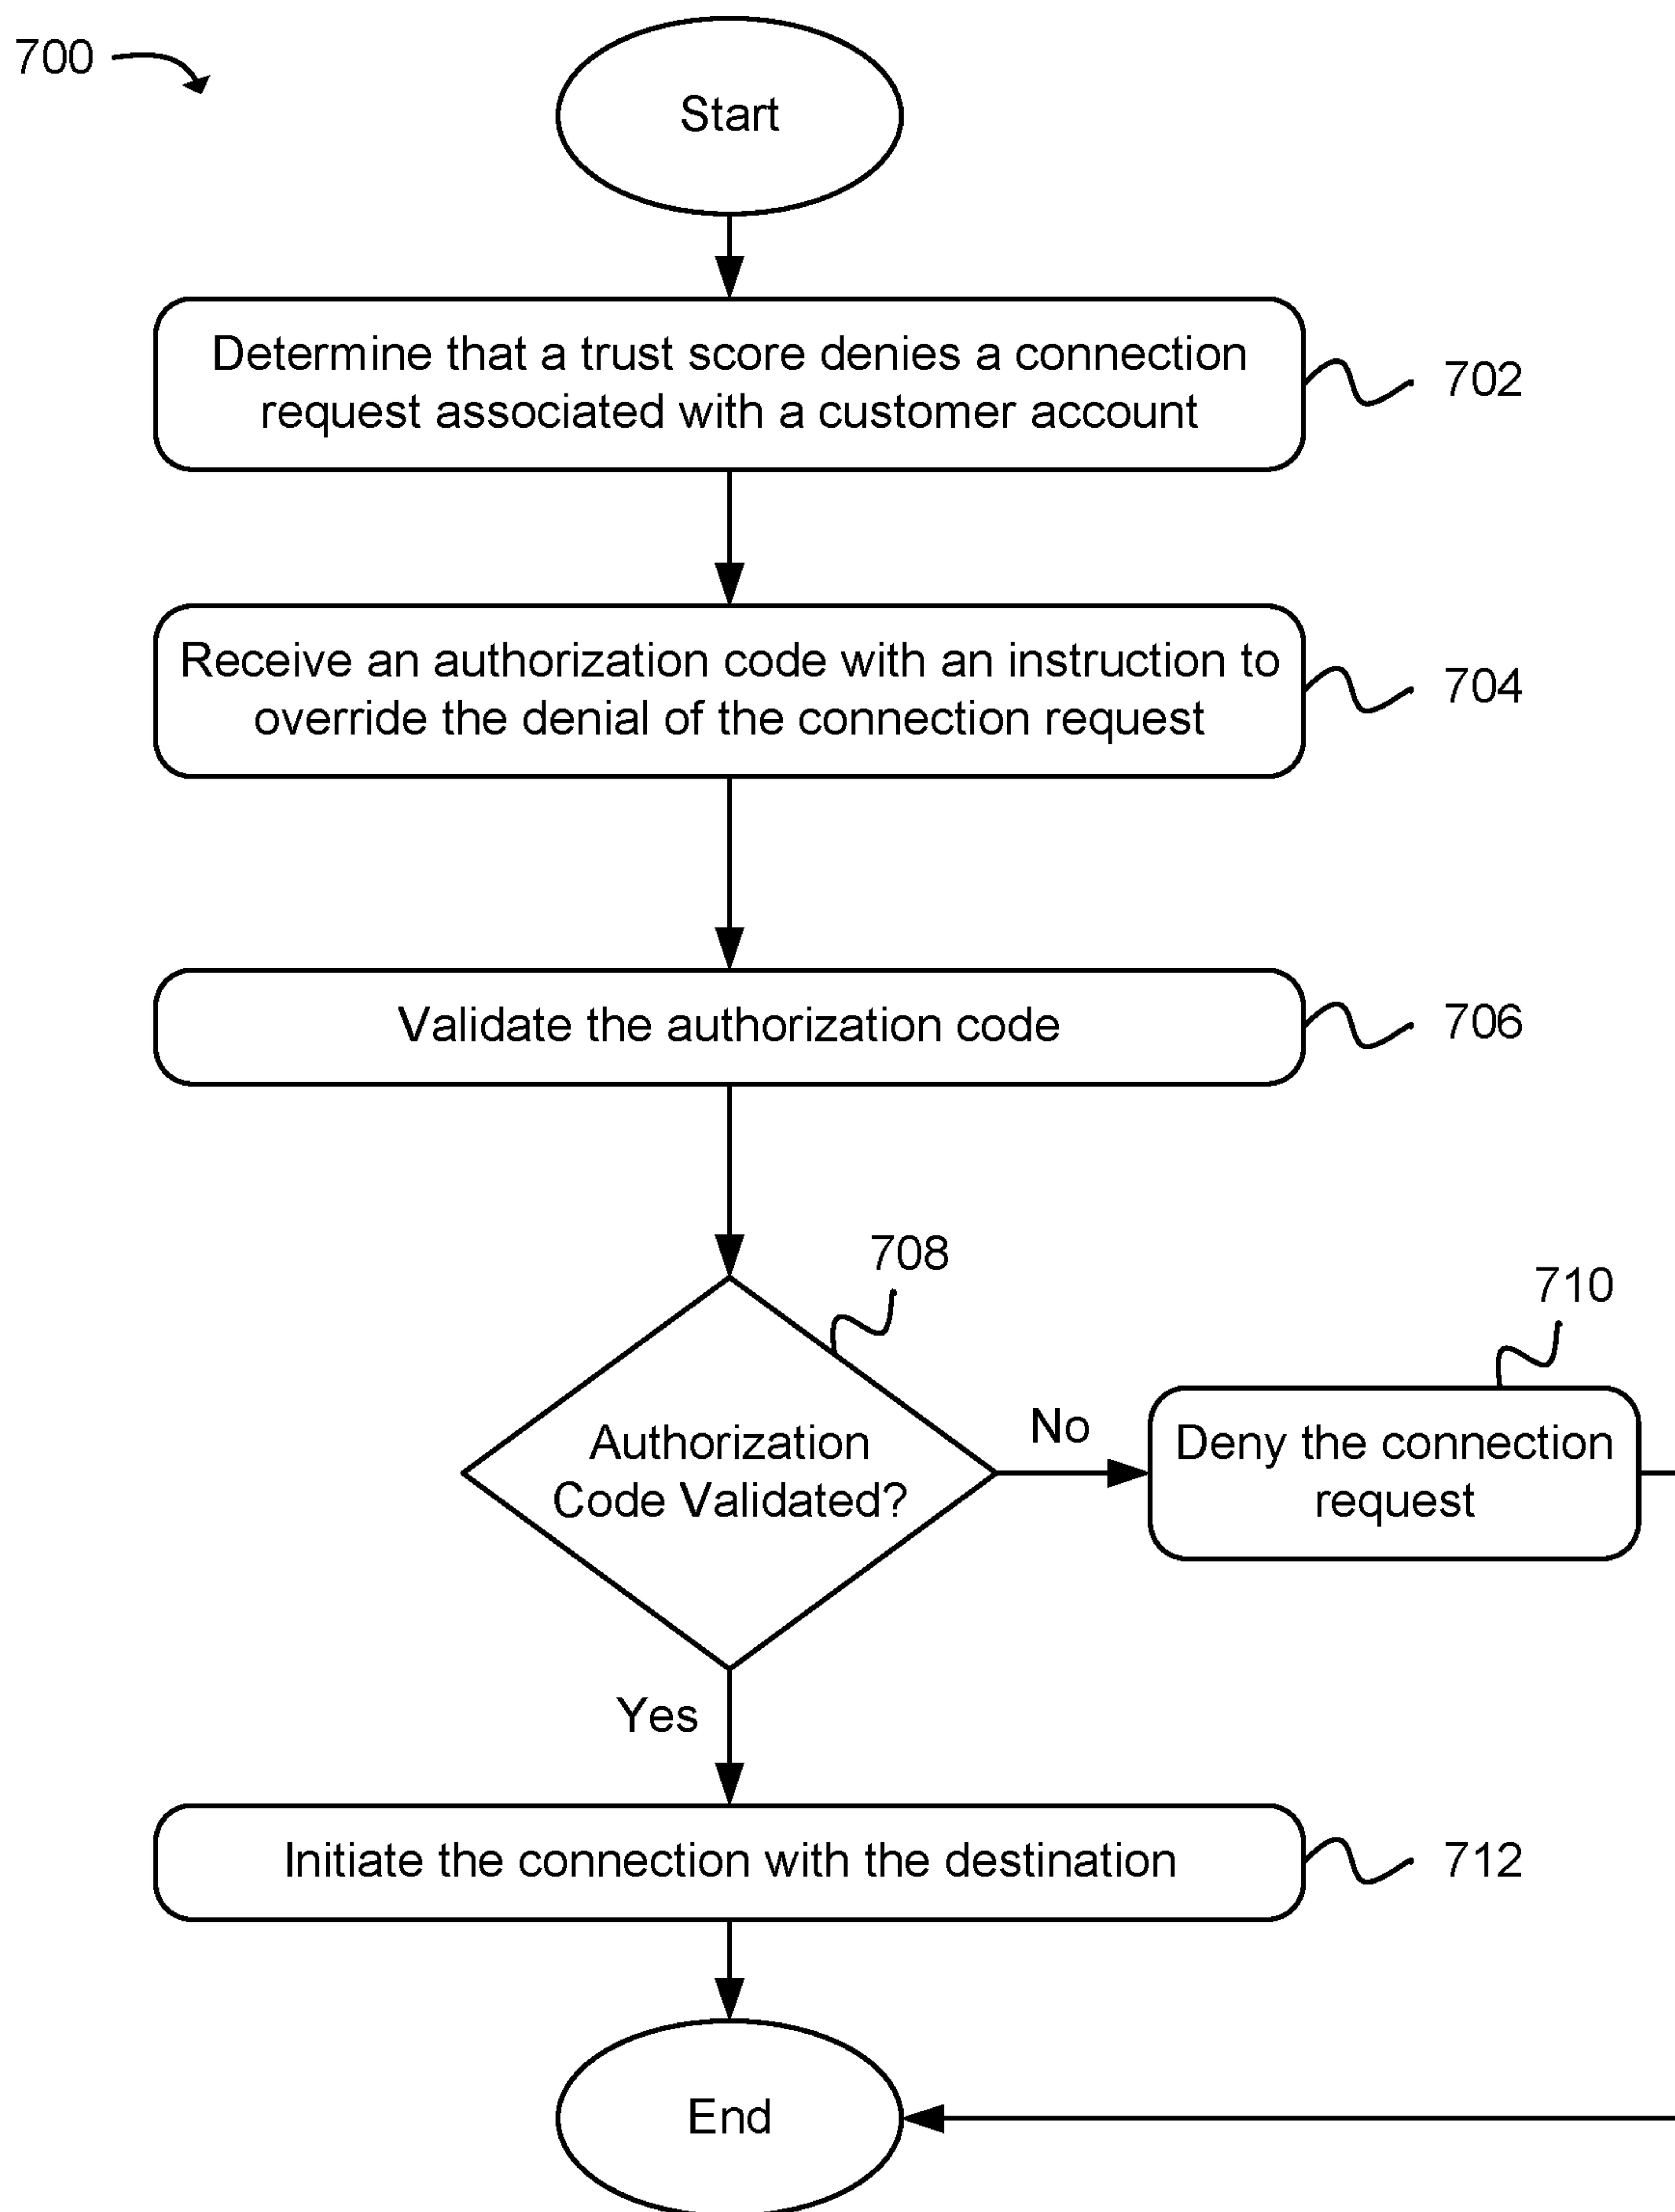 700
Start
Determine that a trust score denies a connection
request associated with a customer account
702
Receive an authorization code with an instruction to
override the denial of the connection request
704
Validate the authorization code
706
708
Authorization
Code Validated?
No
710
Deny the connection
request
Yes
Initiate the connection with the destination
712
End